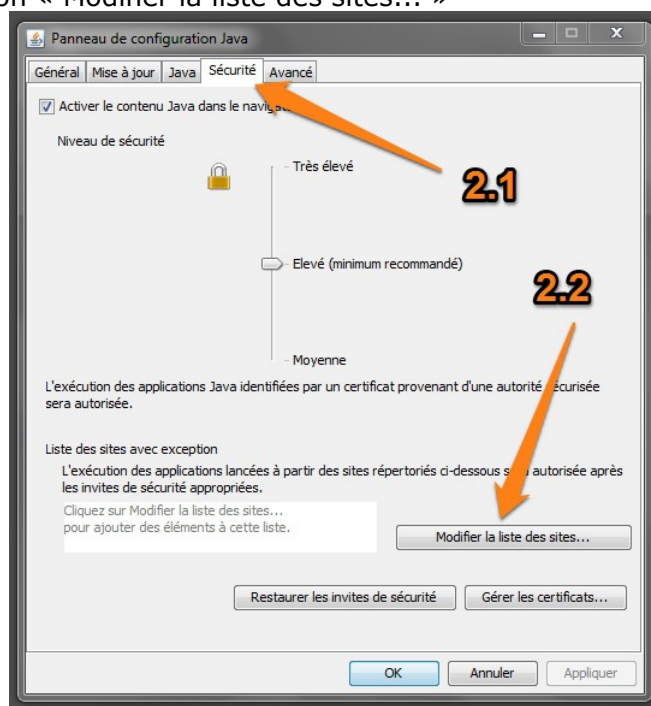 on « Modifier la liste des sites... »
Panneau de configuration Java
Général Mise à jour Java Sécurité Avancé
Activer le contenu Java dans le
Niveau de sécurité
Très élevé
2.1
Elevé (minimum recommandé)
2.2
Moyenne
L'exécution des applications Java identifiées par un certificat provenant d'une autorité sécurisée
sera autorisée.
Liste des sites avec exception
L'exécution des applications lancées à partir des sites répertoriés ci-dessous sera autorisée après
les invites de sécurité appropriées.
Cliquez sur Modifier la liste des sites...
pour ajouter des éléments à cette liste.
Modifier la liste des sites...
Restaurer les invites de sécurité Gérer les certificats...
OK Annuler Appliquer